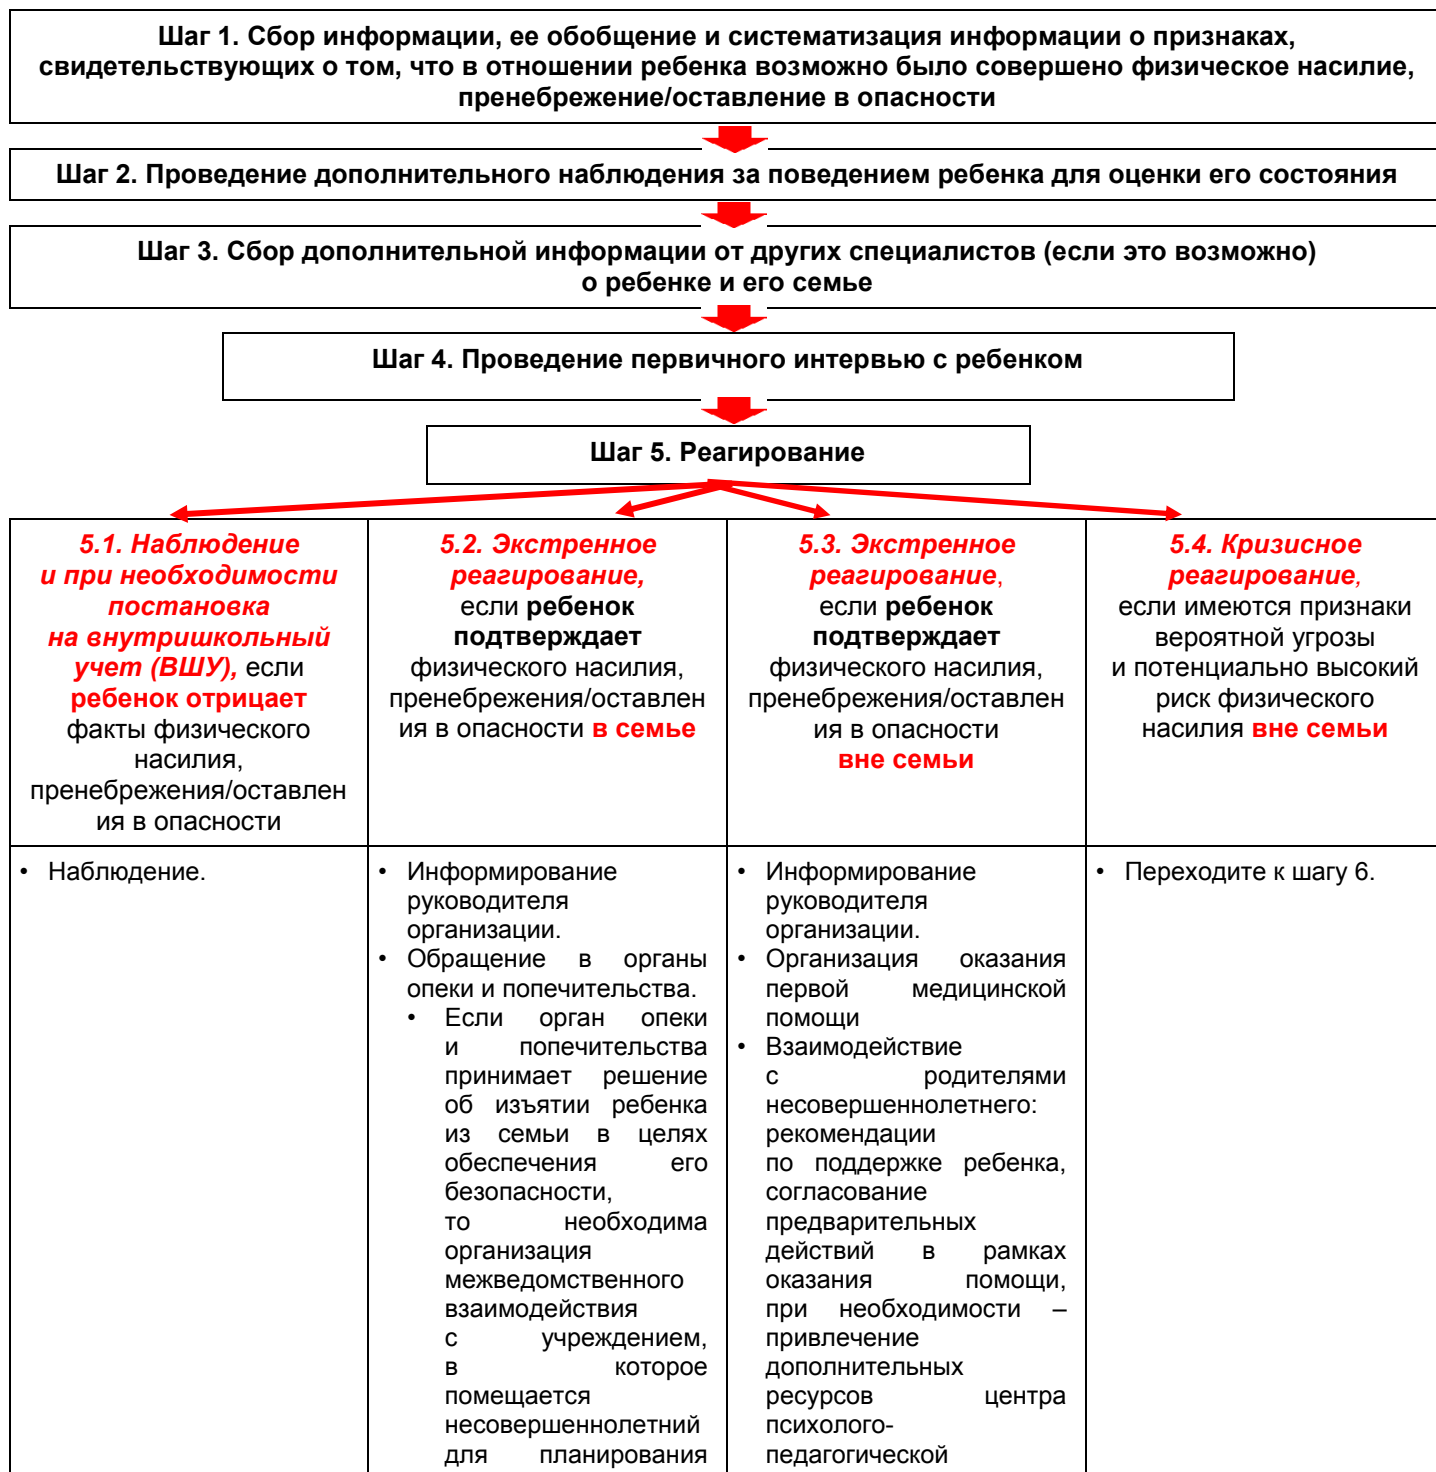 Шаг 1. Сбор информации, ее обобщение и систематизация информации о признаках,
свидетельствующих о том, что в отношении ребенка возможно было совершено физическое насилие,
пренебрежение/оставление в опасности
Шаг 2. Проведение дополнительного наблюдения за поведением ребенка для оценки его состояния
Шаг 3. Сбор дополнительной информации от других специалистов (если это возможно)
о ребенке и его семье
Шаг 4. Проведение первичного интервью с ребенком
Шаг 5. Реагирование
5.1. Наблюдение
и при необходимости
постановка
на внутришкольный
учет (ВШУ), если
ребенок отрицает
факты физического
насилия,
пренебрежения/оставлен
ия в опасности
5.2. Экстренное
реагирование,
если ребенок
подтверждает
физического насилия,
пренебрежения/оставлен
ия в опасности в семье
5.3. Экстренное
реагирование,
если ребенок
подтверждает
физического насилия,
пренебрежения/оставлен
ия в опасности
вне семьи
5.4. Кризисное
реагирование,
если имеются признаки
вероятной угрозы
и потенциально высокий
риск физического
насилия вне семьи
• Наблюдение.
• Информирование
руководителя
организации.
• Обращение в органы
опеки и попечительства.
• Если орган опеки
и попечительства
принимает решение
об изъятии ребенка
из семьи в целях
обеспечения его
безопасности,
то необходима
организация
межведомственного
взаимодействия
с учреждением,
в которое
помещается
несовершеннолетний
для планирования
• Информирование
руководителя
организации.
• Организация оказания
первой медицинской
помощи
• Взаимодействие
с родителями
несовершеннолетнего:
рекомендации
по поддержке ребенка,
согласование
предварительных
действий в рамках
оказания помощи,
при необходимости –
привлечение
дополнительных
ресурсов центра
психолого-
педагогической
• Переходите к шагу 6.